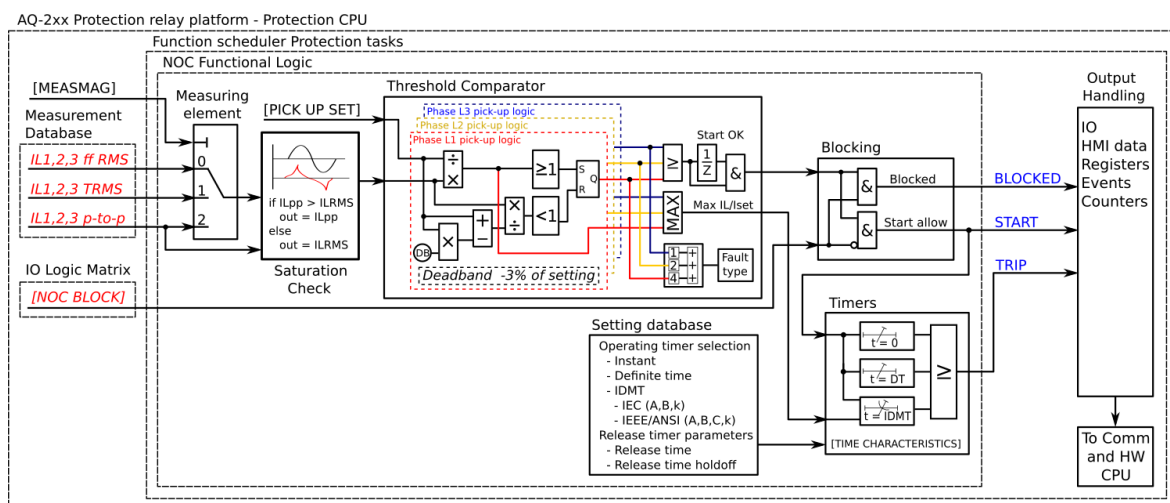 AQ-2xx Protection relay platform - Protection CPU
Function scheduler Protection tasks
NOC Functional Logic
[MEASMAG]
Measurement
Database
IL1,2,3 ff RMS
IL1,2,3 TRMS
IL1,2,3 p-to-p
IO Logic Matrix
[NOC BLOCK]
Measuring
element
0
1
2
[PICK UP SET]
if ILpp > ILRMS
out = ILpp
else
out = ILRMS
Saturation
Check
Threshold Comparator
Phase L3 pick-up logic
Phase L2 pick-up logic
Phase L1 pick-up logic
÷
×
≥1
S
Q
R
+
−
×
÷
<1
DB
×
Deadband -3% of setting
≥
Start OK
1
Z
&
MAX
Max IL/Iset
1 +
2 +
4 +
Fault
type
Blocking
&
Blocked
&
Start allow
BLOCKED
START
TRIP
Timers
t = 0
t = DT
t = IDMT
≥
[TIME CHARACTERISTICS]
Setting database
Operating timer selection
- Instant
- Definite time
- IDMT
- IEC (A,B,k)
- IEEE/ANSI (A,B,C,k)
Release timer parameters
- Release time
- Release time holdoff
Output
Handling
IO
HMI data
Registers
Events
Counters
To Comm
and HW
CPU